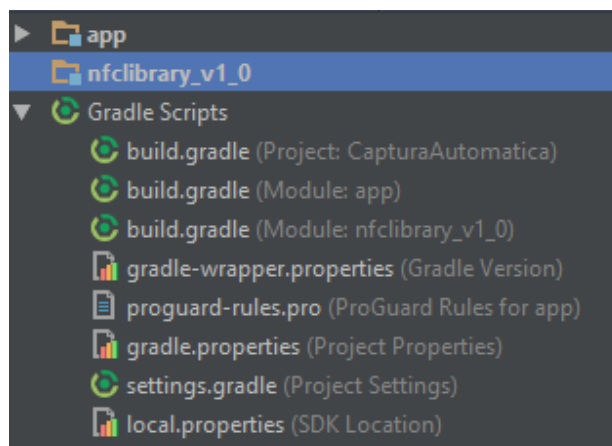 app
nfclibrary_v1_0
Gradle Scripts
build.gradle (Project: CapturaAutomatica)
build.gradle (Module: app)
build.gradle (Module: nfclibrary_v1_0)
gradle-wrapper.properties (Gradle Version)
proguard-rules.pro (ProGuard Rules for app)
gradle.properties (Project Properties)
settings.gradle (Project Settings)
local.properties (SDK Location)